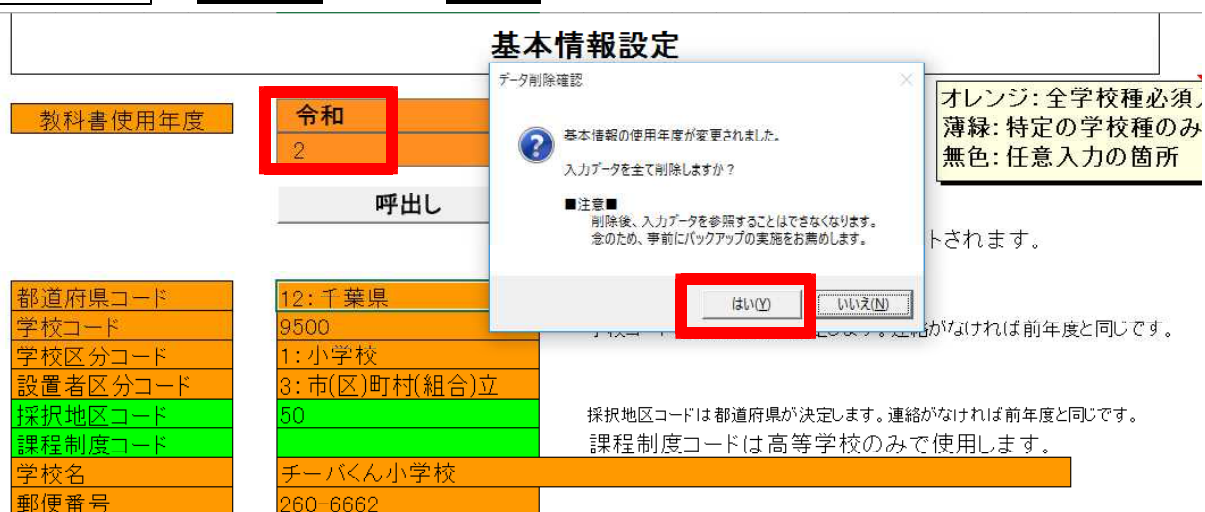 基本情報設定
データ削除確認
基本情報の使用年度が変更されました。
入力データを全て削除しますか？
■注意■
削除後、入力データを参照することはできなくなります。
念のため、事前にバックアップの実施をお薦めします。
はい(Y)
いいえ(N)
オレンジ：全学校種必須
薄緑：特定の学校種のみ
無色：任意入力の箇所
教科書使用年度
令和
2
呼出し
トされます。
都道府県コード
12：千葉県
学校コード
9500
がなければ前年度と同じです。
学校区分コード
1：小学校
設置者区分コード
3：市(区)町村(組合)立
採択地区コード
50
採択地区コードは都道府県が決定します。連絡がなければ前年度と同じです。
課程制度コード
課程制度コードは高等学校のみで使用します。
学校名
チーバくん小学校
郵便番号
260-6662